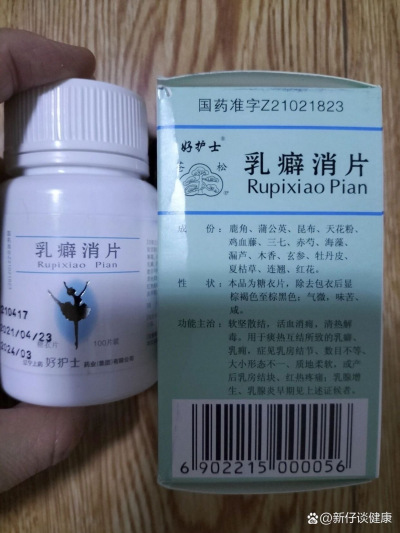 乳癖消片
Rupixiao Pian
210417
2021/04/23
2024/03
100片装
好护士
国药准字Z21021823
好护士®
苍松
乳癖消片
Rupixiao Pian
成　　份：鹿角、蒲公英、昆布、天花粉、
鸡血藤、三七、赤芍、海藻、
漏芦、木香、玄参、牡丹皮、
夏枯草、连翘、红花。
性　　状：本品为糖衣片，除去包衣后显
棕褐色至棕黑色；气微，味苦、
咸。
功能主治：软坚散结，活血消痈，清热解
毒。用于痰热互结所致的乳癖、
乳痈，症见乳房结节、数目不等、
大小形态不一、质地柔软，或产
后乳房结块、红热疼痛；乳腺增
生、乳腺炎早期见上述证候者。
6 902215 000056
@新仔谈健康